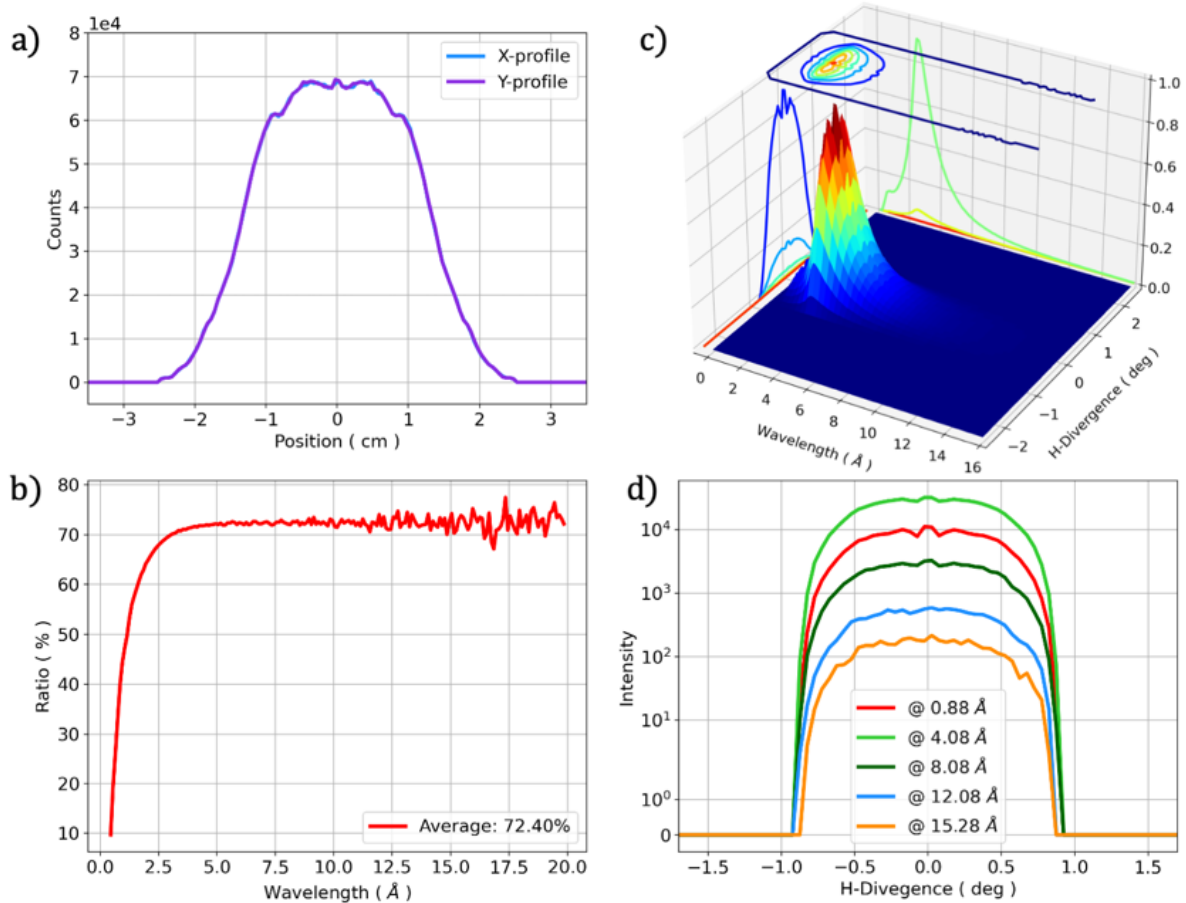 a)
1e4
8
7
6
5
4
3
2
1
0
Counts
X-profile
Y-profile
−3 −2 −1 0 1 2 3
Position ( cm )
c)
1.0
0.8
0.6
0.4
0.2
0.0
0 2 4 6 8 10 12 14 16
Wavelength ( Å )
−2 −1 0 1 2
H-Divergence ( deg )
b)
80
70
60
50
40
30
20
10
Ratio ( % )
Average: 72.40%
0.0 2.5 5.0 7.5 10.0 12.5 15.0 17.5 20.0
Wavelength ( Å )
d)
10⁴
10³
10²
10¹
10⁰
0
Intensity
@ 0.88 Å
@ 4.08 Å
@ 8.08 Å
@ 12.08 Å
@ 15.28 Å
−1.5 −1.0 −0.5 0.0 0.5 1.0 1.5
H-Divegence ( deg )